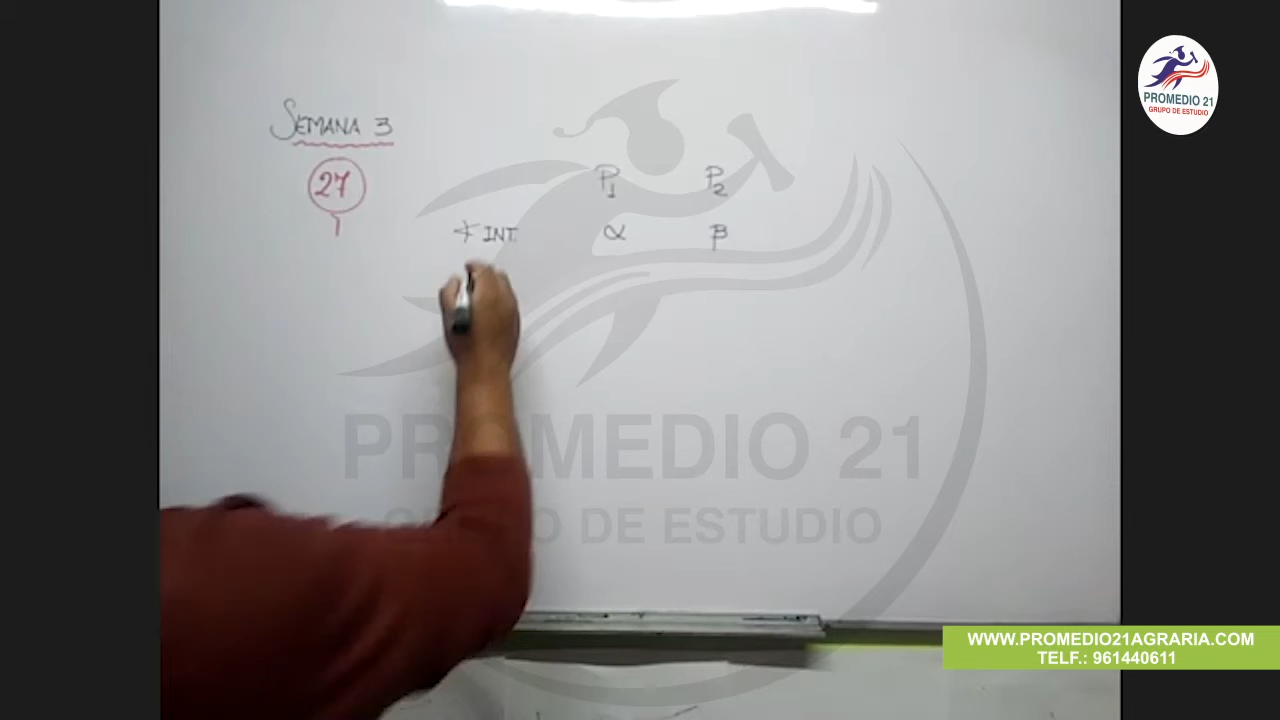 SEMANA 3
27
P1 P2
∢ INT. α β
PROMEDIO 21
GRUPO DE ESTUDIO
PROMEDIO 21
GRUPO DE ESTUDIO
WWW.PROMEDIO21AGRARIA.COM
TELF.: 961440611